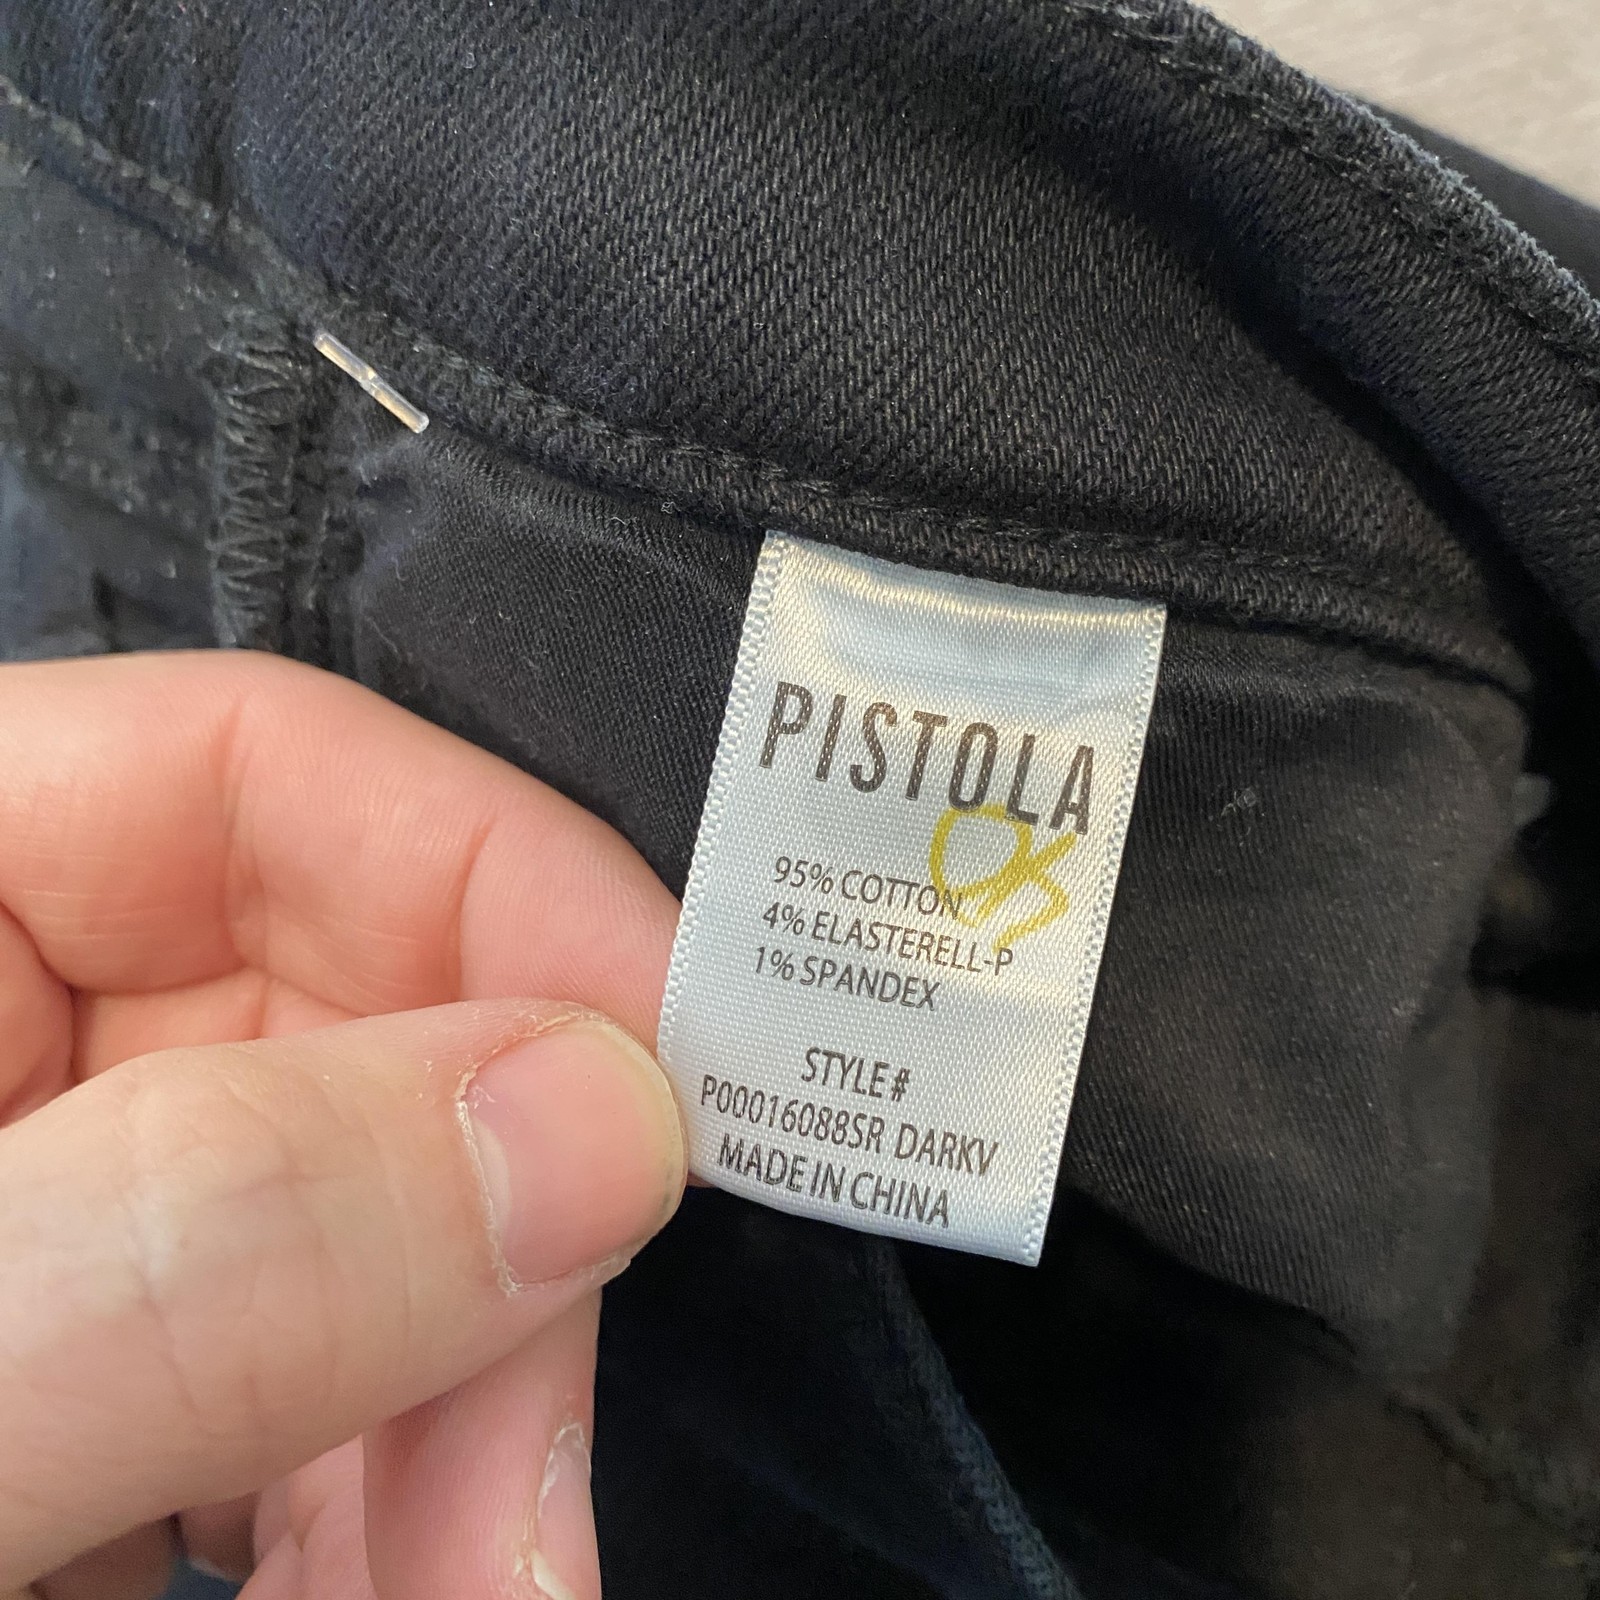 PISTOLA
95% COTTON
4% ELASTERELL-P
1% SPANDEX
STYLE #
P00016088SR DARKV
MADE IN CHINA